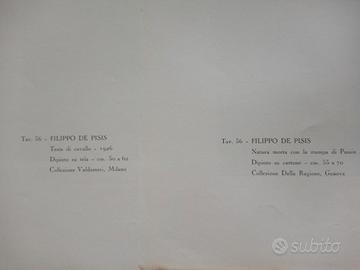 Tav. 56 - FILIPPO DE PISIS
Testa di cavallo - 1926
Dipinto su tela - cm. 50 x 62
Collezione Valdameri, Milano
Tav. 56 - FILIPPO DE PISIS
Natura morta con la stampa di
Dipinto su cartone - cm. 55 x 70
Collezione Della Ragione, Genova
subito